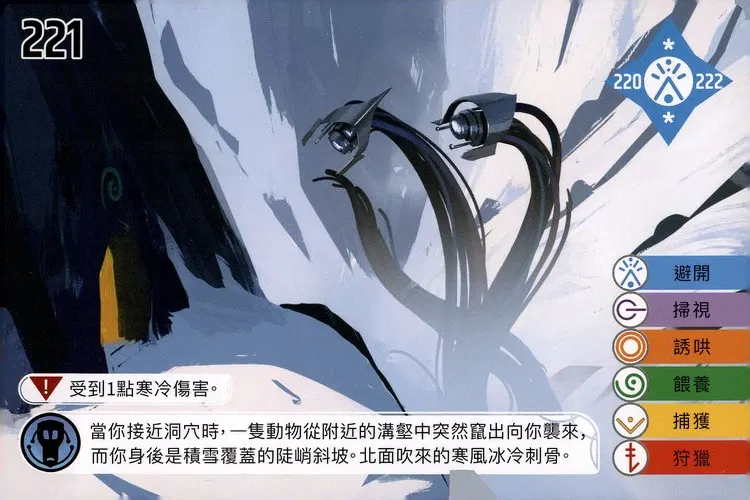 221
*
220 222
*
避開
掃視
誘哄
餵養
捕獲
狩獵
! 受到1點寒冷傷害。
當你接近洞穴時，一隻動物從附近的溝壑中突然竄出向你襲來，
而你身後是積雪覆蓋的陡峭斜坡。北面吹來的寒風冰冷刺骨。